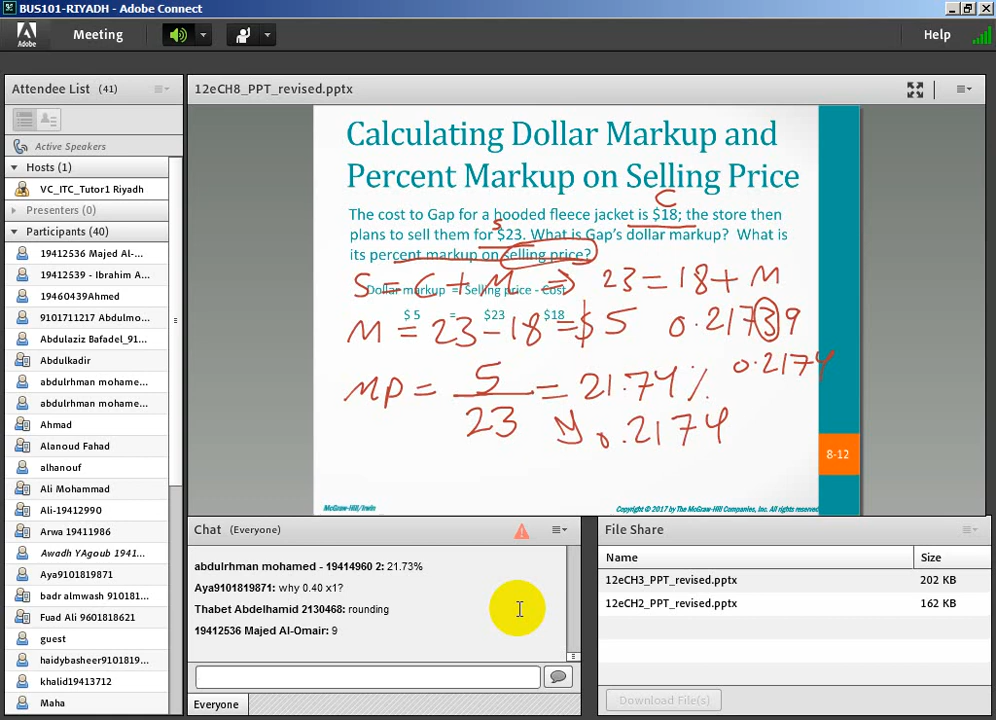 BUS101-RIYADH - Adobe Connect
Adobe
Meeting
Help
Attendee List (41)
Active Speakers
Hosts (1)
VC_ITC_Tutor1 Riyadh
Presenters (0)
Participants (40)
19412536 Majed Al-...
19412539 - Ibrahim A...
19460439Ahmed
9101711217 Abdulmo...
Abdulaziz Bafadel_91...
Abdulkadir
abdulrhman mohame...
abdulrhman mohame...
Ahmad
Alanoud Fahad
alhanouf
Ali Mohammad
Ali-19412990
Arwa 19411986
Awadh YAgoub 1941...
Aya9101819871
badr almwash 910181...
Fuad Ali 9601818621
guest
haidybasheer9101819...
khalid19413712
Maha
12eCH8_PPT_revised.pptx
Calculating Dollar Markup and
Percent Markup on Selling Price
C
The cost to Gap for a hooded fleece jacket is $18; the store then
S
plans to sell them for $23. What is Gap's dollar markup? What is
its percent markup on selling price?
S = C + M ⇒ 23 = 18 + M
Dollar markup = Selling price - Cost
$ 5 = $23 $18
M = 23 - 18 = $ 5 0.21739
0.2174
MP = 5/23 = 21.74%
0.2174
8-12
McGraw-Hill/Irwin
Copyright © 2017 by The McGraw-Hill Companies, Inc. All rights reserved.
Chat (Everyone)
abdulrhman mohamed - 19414960 2: 21.73%
Aya9101819871: why 0.40 x1?
Thabet Abdelhamid 2130468: rounding
19412536 Majed Al-Omair: 9
Everyone
File Share
Name Size
12eCH3_PPT_revised.pptx 202 KB
12eCH2_PPT_revised.pptx 162 KB
Download File(s)